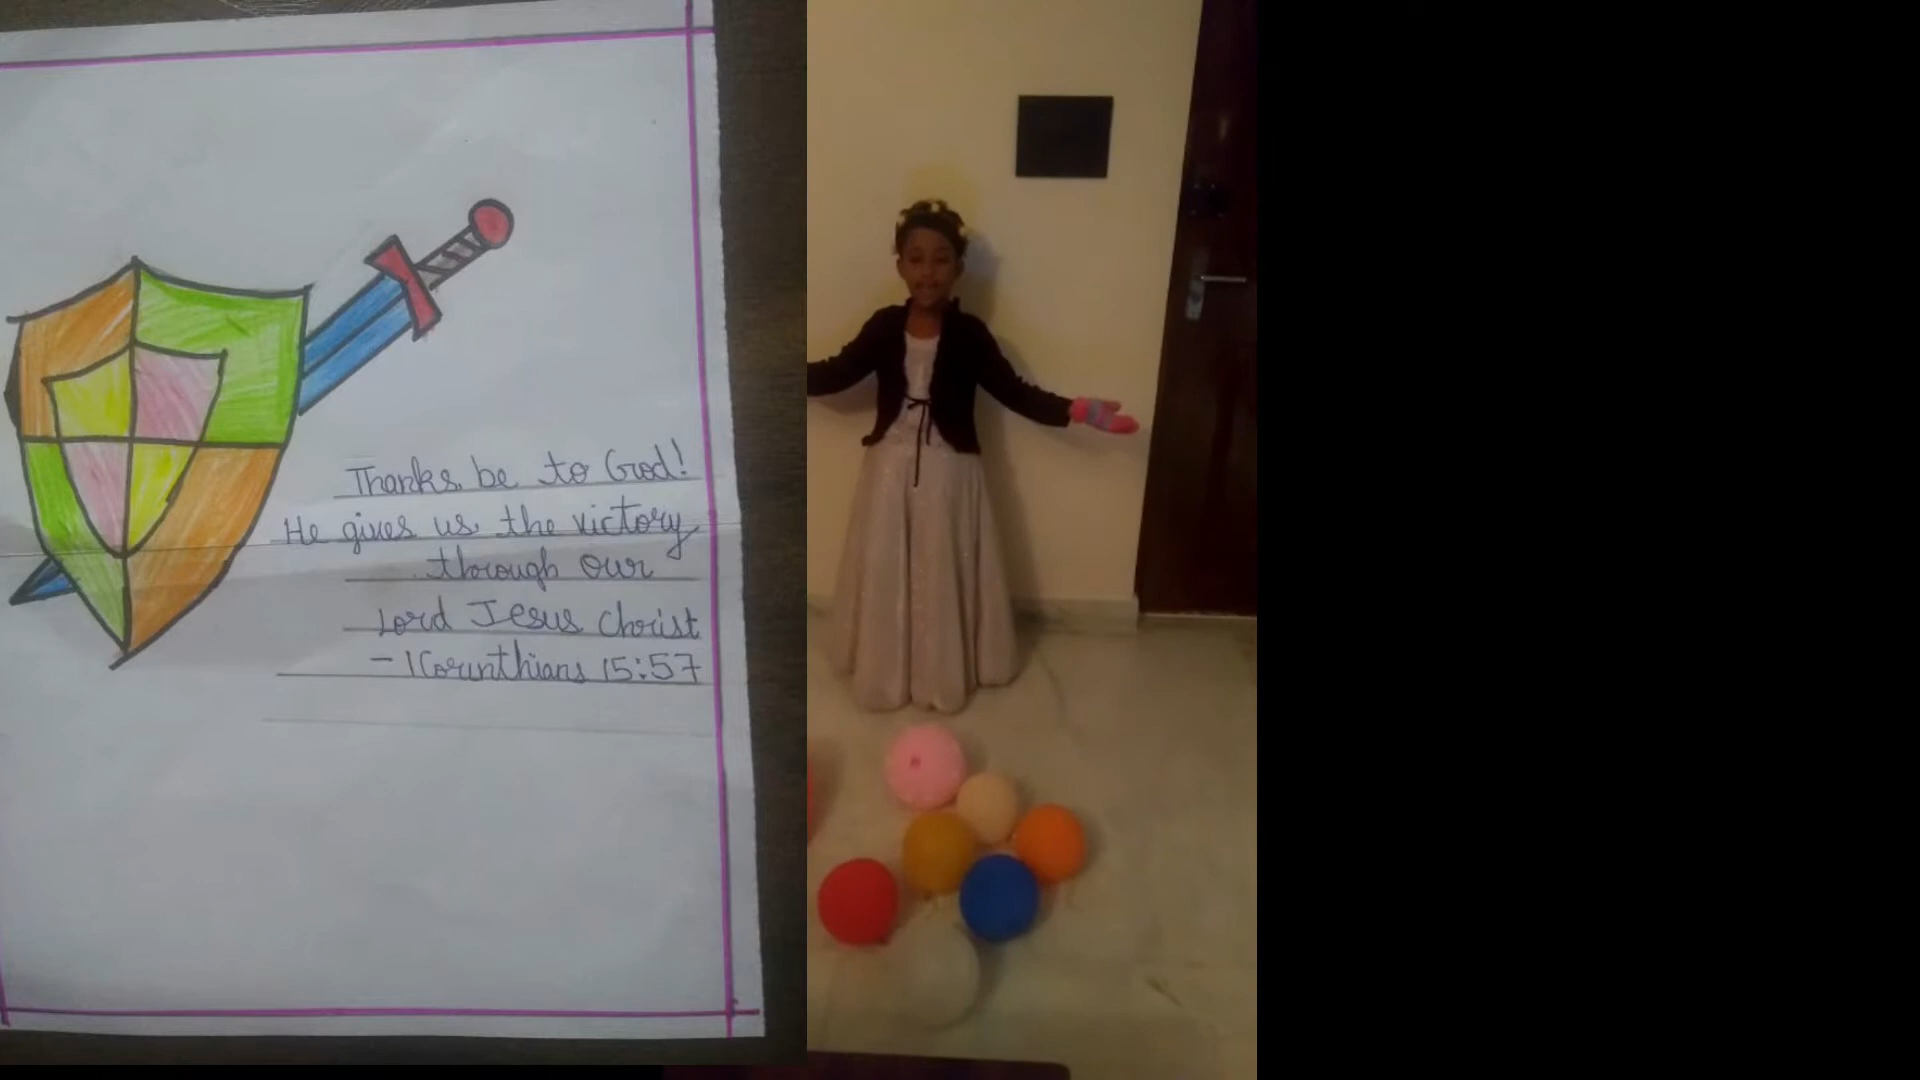 Thanks be to God!
He gives us the victory
through our
Lord Jesus Christ
- 1 Corinthians 15:57